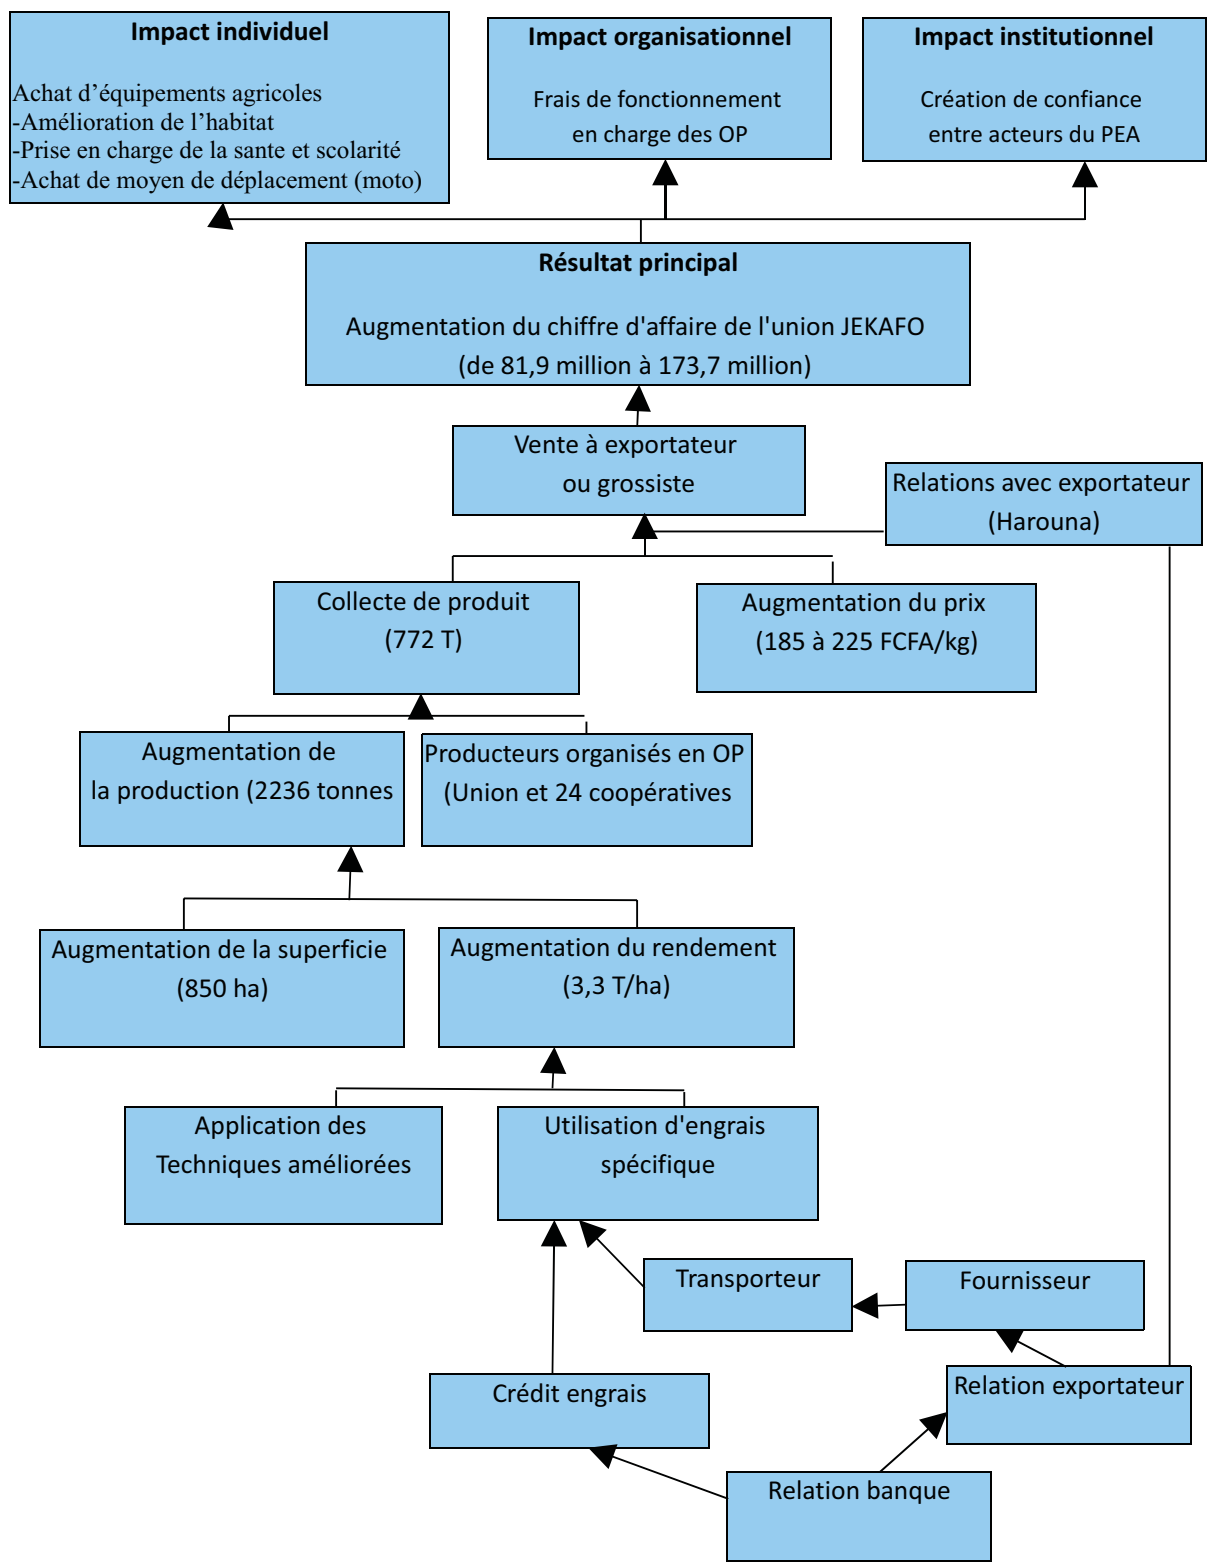 Impact individuel
Achat d’équipements agricoles
-Amélioration de l’habitat
-Prise en charge de la sante et scolarité
-Achat de moyen de déplacement (moto)
Impact organisationnel
Frais de fonctionnement
en charge des OP
Impact institutionnel
Création de confiance
entre acteurs du PEA
Résultat principal
Augmentation du chiffre d'affaire de l'union JEKAFO
(de 81,9 million à 173,7 million)
Vente à exportateur
ou grossiste
Relations avec exportateur
(Harouna)
Collecte de produit
(772 T)
Augmentation du prix
(185 à 225 FCFA/kg)
Augmentation de
la production (2236 tonnes
Producteurs organisés en OP
(Union et 24 coopératives
Augmentation de la superficie
(850 ha)
Augmentation du rendement
(3,3 T/ha)
Application des
Techniques améliorées
Utilisation d'engrais
spécifique
Transporteur
Fournisseur
Crédit engrais
Relation exportateur
Relation banque